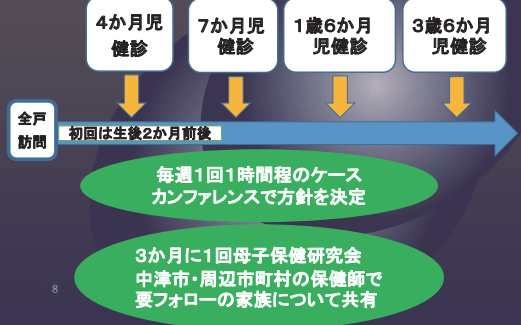 4か月児
健診
7か月児
健診
1歳6か月
児健診
3歳6か月
児健診
全戸
訪問
初回は生後2か月前後
毎週1回1時間程のケース
カンファレンスで方針を決定
3か月に1回母子保健研究会
中津市・周辺市町村の保健師で
要フォローの家族について共有
8